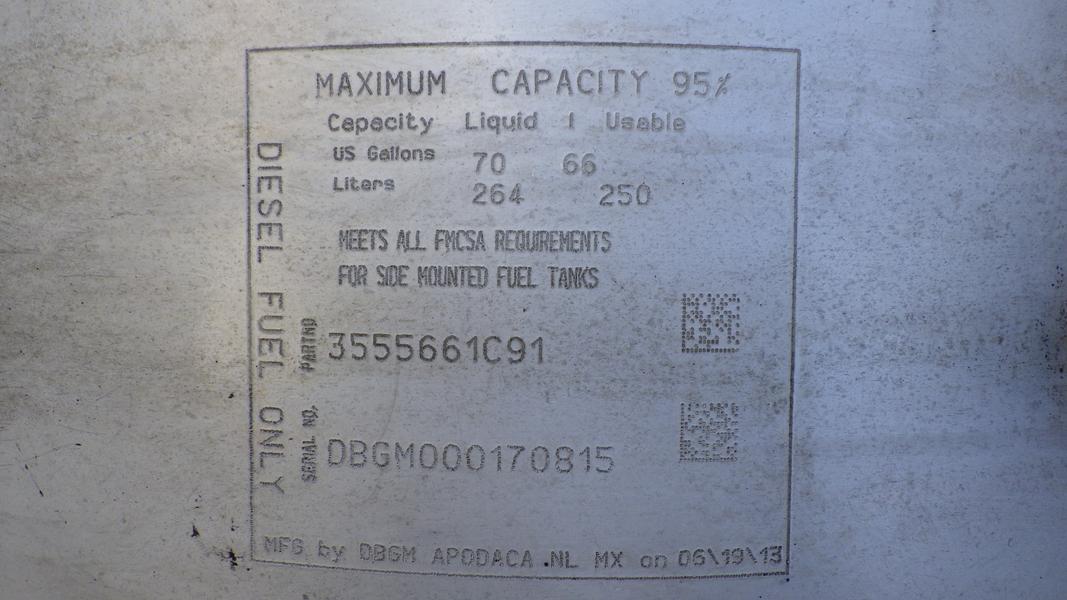 MAXIMUM CAPACITY 95%
Capacity Liquid | Usable
US Gallons 70 66
Liters 264 250
MEETS ALL FMCSA REQUIREMENTS
FOR SIDE MOUNTED FUEL TANKS
PARTNO 3555661C91
SERIAL NO. DBGM000170815
DIESEL FUEL ONLY
MFG by DBGM APODACA .NL MX on 06\19\13